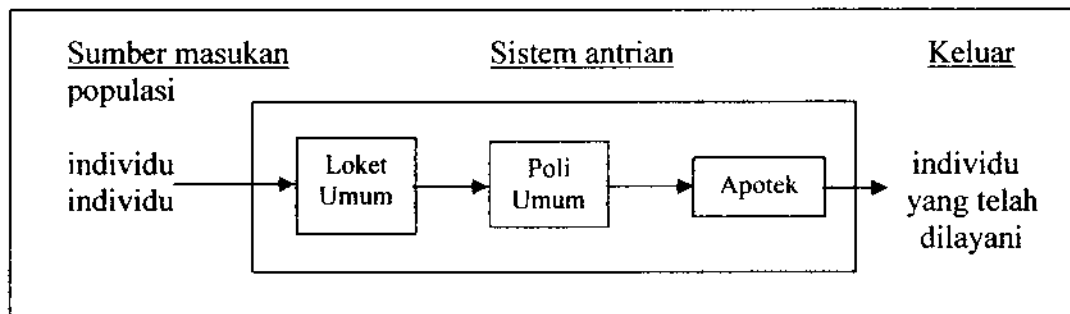 Sumber masukan
populasi
Sistem antrian
Keluar
individu
individu
Loket
Umum
Poli
Umum
Apotek
individu
yang telah
dilayani